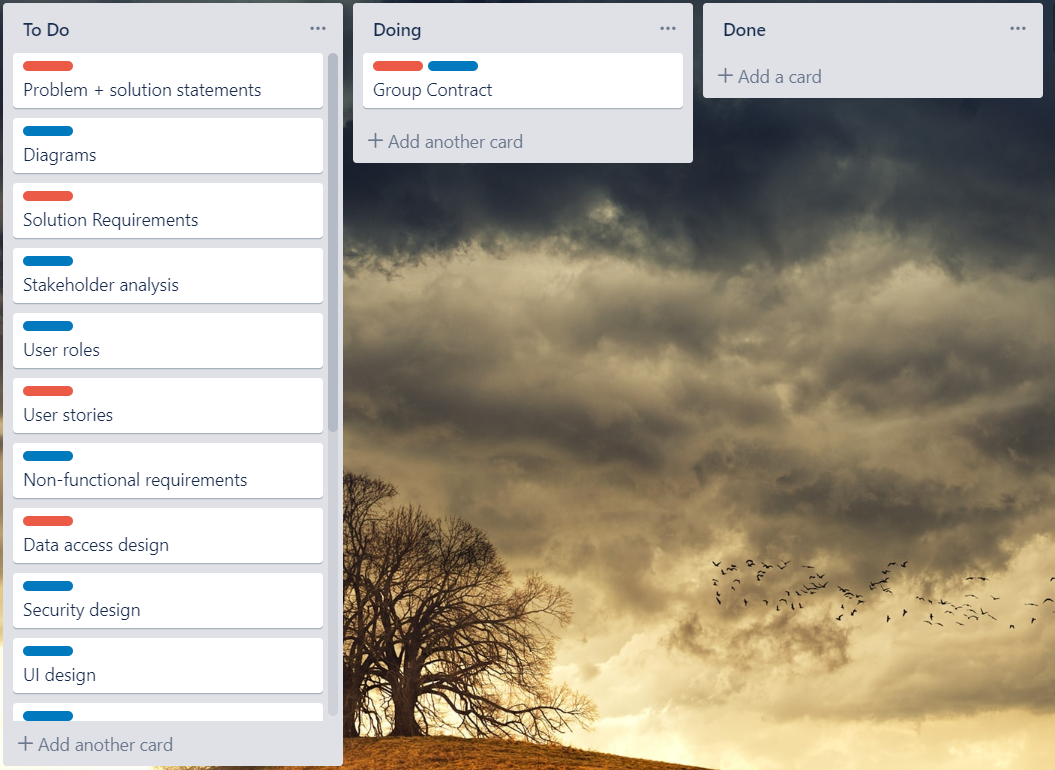 To Do
Problem + solution statements
Diagrams
Solution Requirements
Stakeholder analysis
User roles
User stories
Non-functional requirements
Data access design
Security design
UI design
+ Add another card
Doing
Group Contract
+ Add another card
Done
+ Add a card